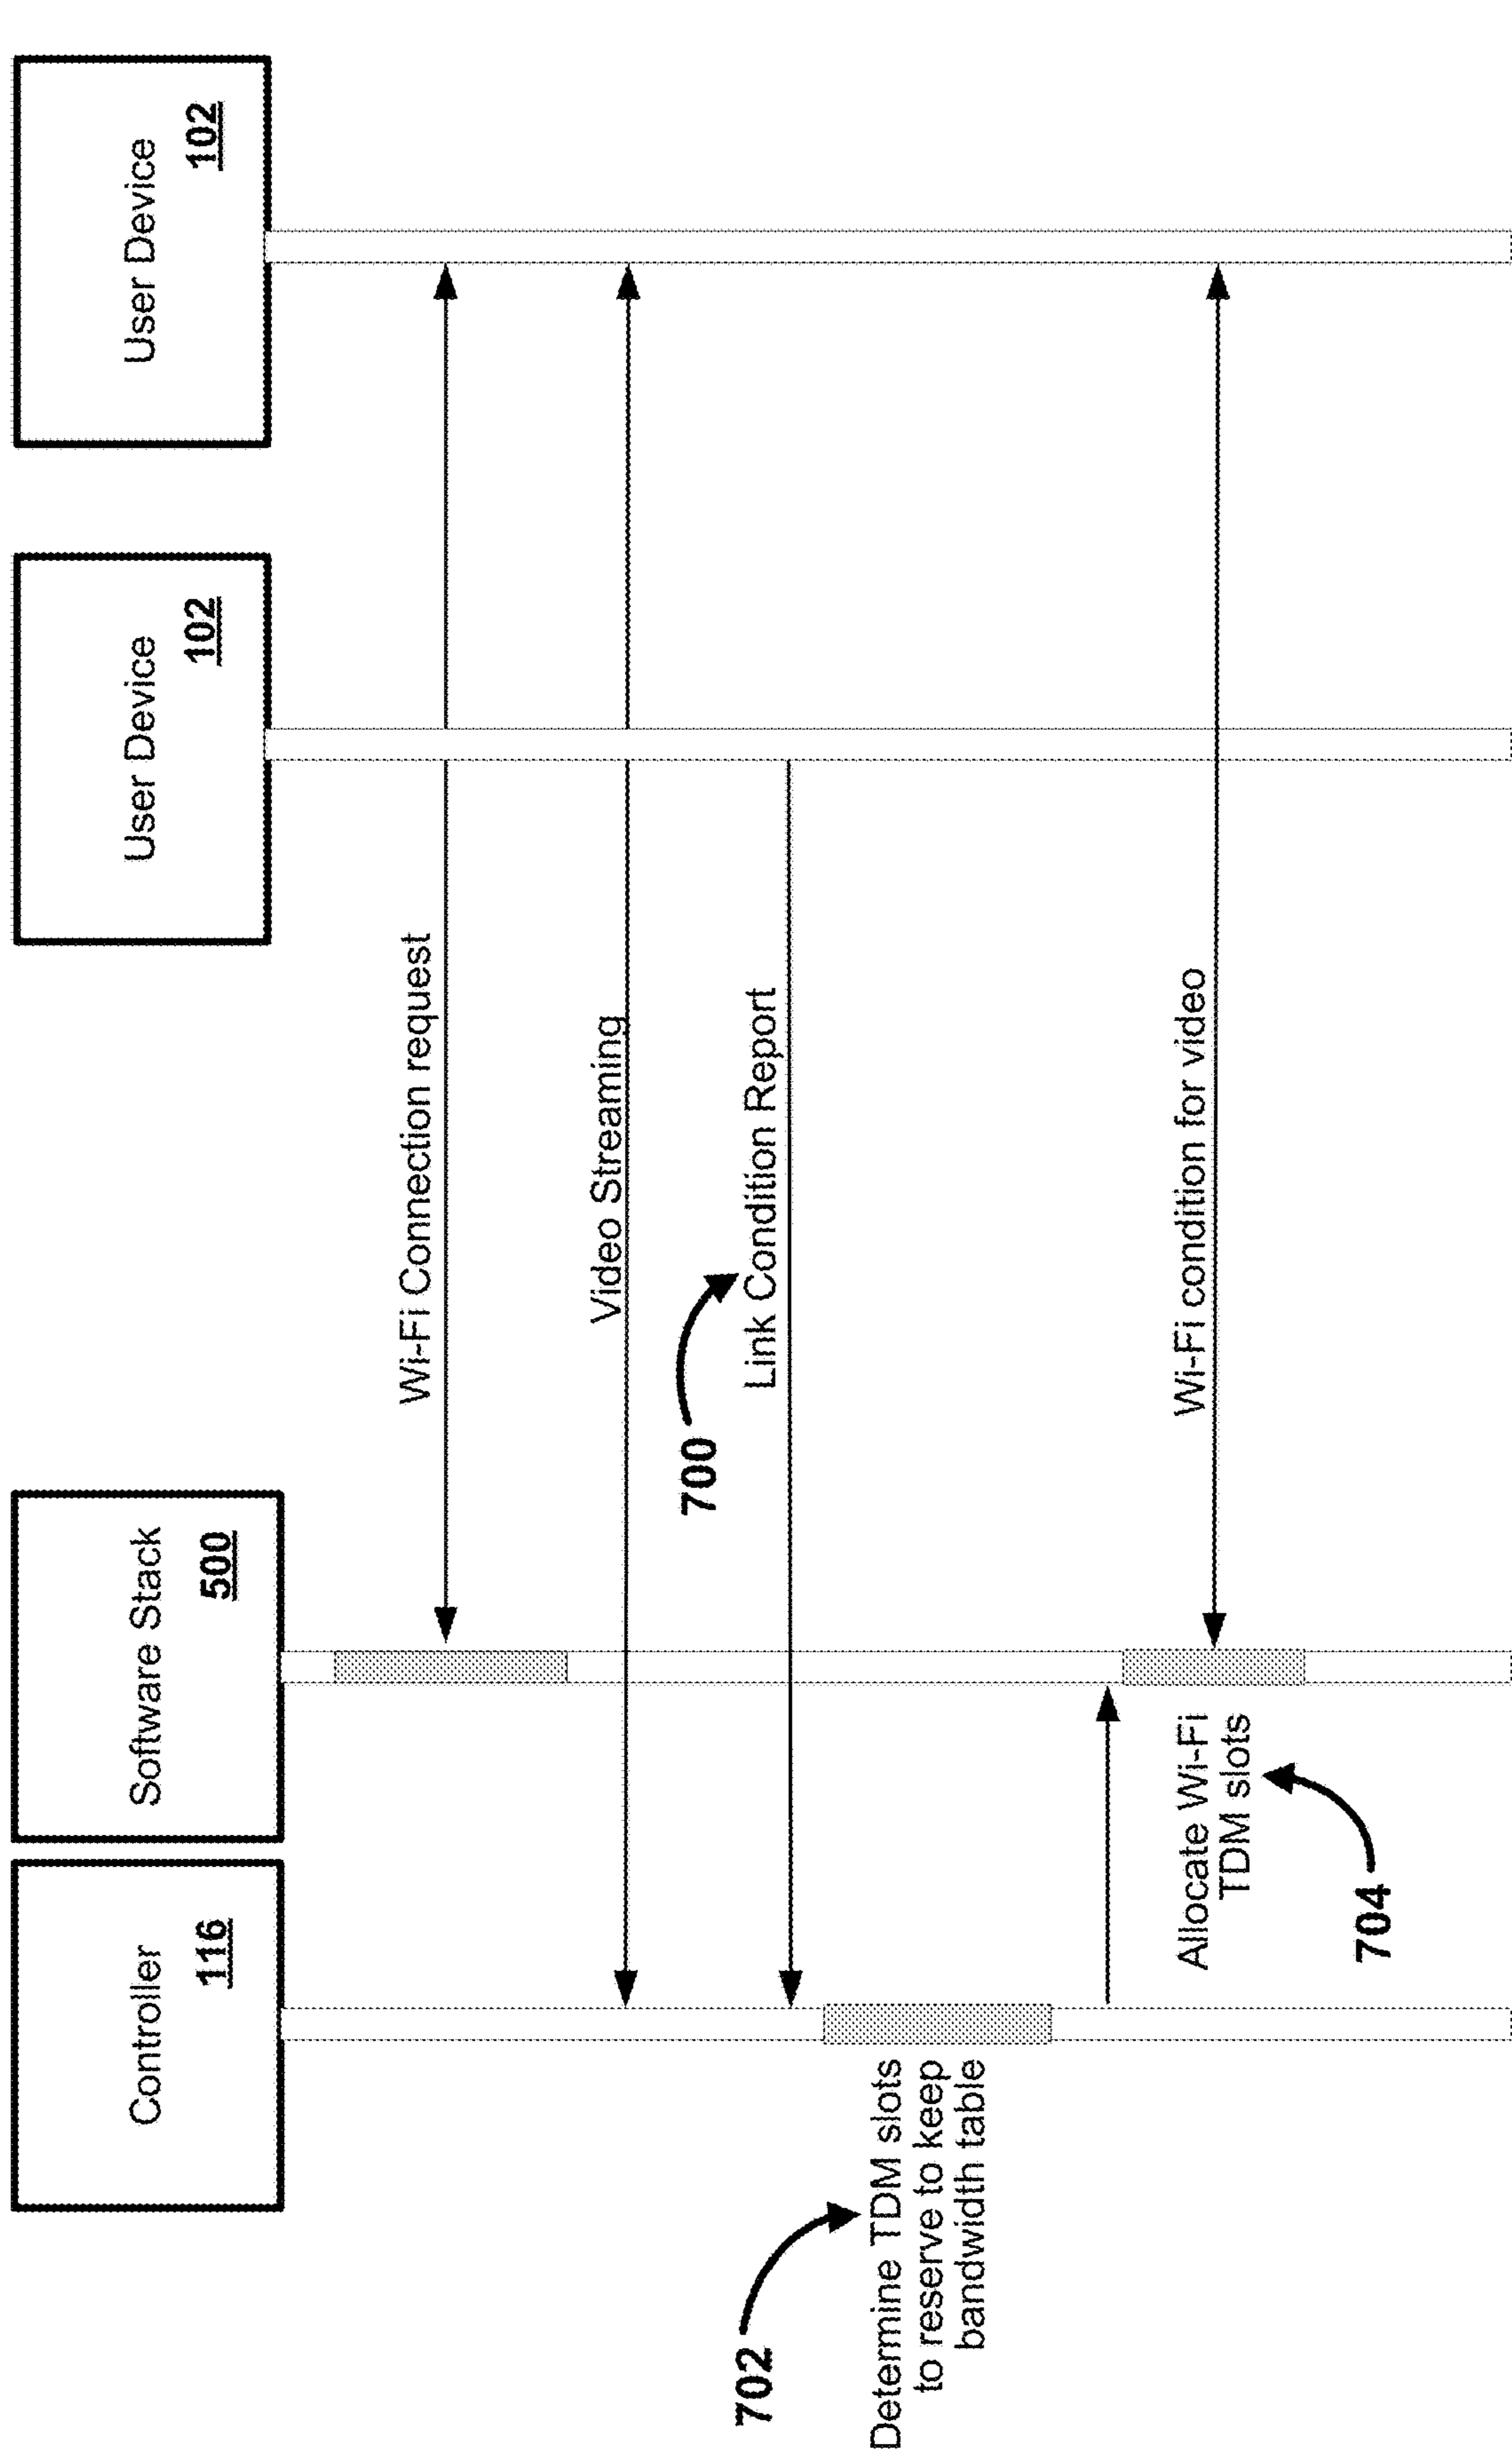 Controller
116
Software Stack
500
User Device
102
User Device
102
Wi-Fi Connection request
Video Streaming
700
Link Condition Report
702
Determine TDM slots
to reserve to keep
bandwidth table
Allocate Wi-Fi
TDM slots
704
Wi-Fi condition for video